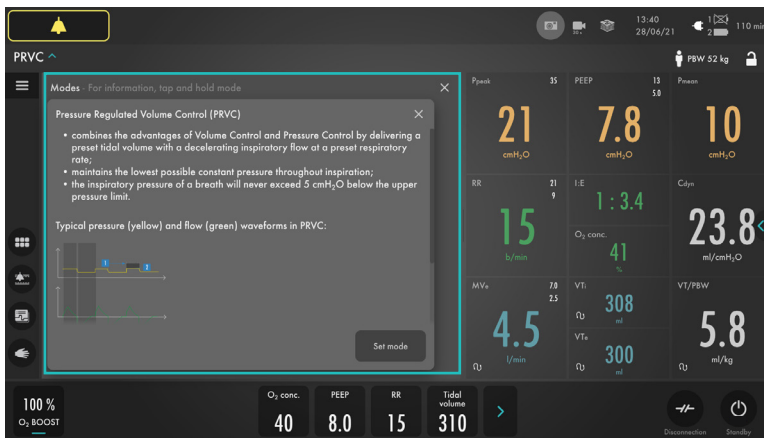 13:40
28/06/21
1
2
110 min
PRVC
PBW 52 kg
Modes - For information, tap and hold mode
Pressure Regulated Volume Control (PRVC)
• combines the advantages of Volume Control and Pressure Control by delivering a
preset tidal volume with a decelerating inspiratory flow at a preset respiratory
rate;
• maintains the lowest possible constant pressure throughout inspiration;
• the inspiratory pressure of a breath will never exceed 5 cmH₂O below the upper
pressure limit.
Typical pressure (yellow) and flow (green) waveforms in PRVC:
1
2
Set mode
Ppeak
35
21
cmH₂O
PEEP
13
5.0
7.8
cmH₂O
Pmean
10
cmH₂O
RR
21
9
15
b/min
I:E
1 : 3.4
O₂ conc.
41
%
Cdyn
23.8
ml/cmH₂O
MVe
7.0
2.5
4.5
l/min
VTi
308
ml
VTe
300
ml
VT/PBW
5.8
ml/kg
100 %
O₂ BOOST
O₂ conc.
40
PEEP
8.0
RR
15
Tidal
volume
310
Disconnection
Standby